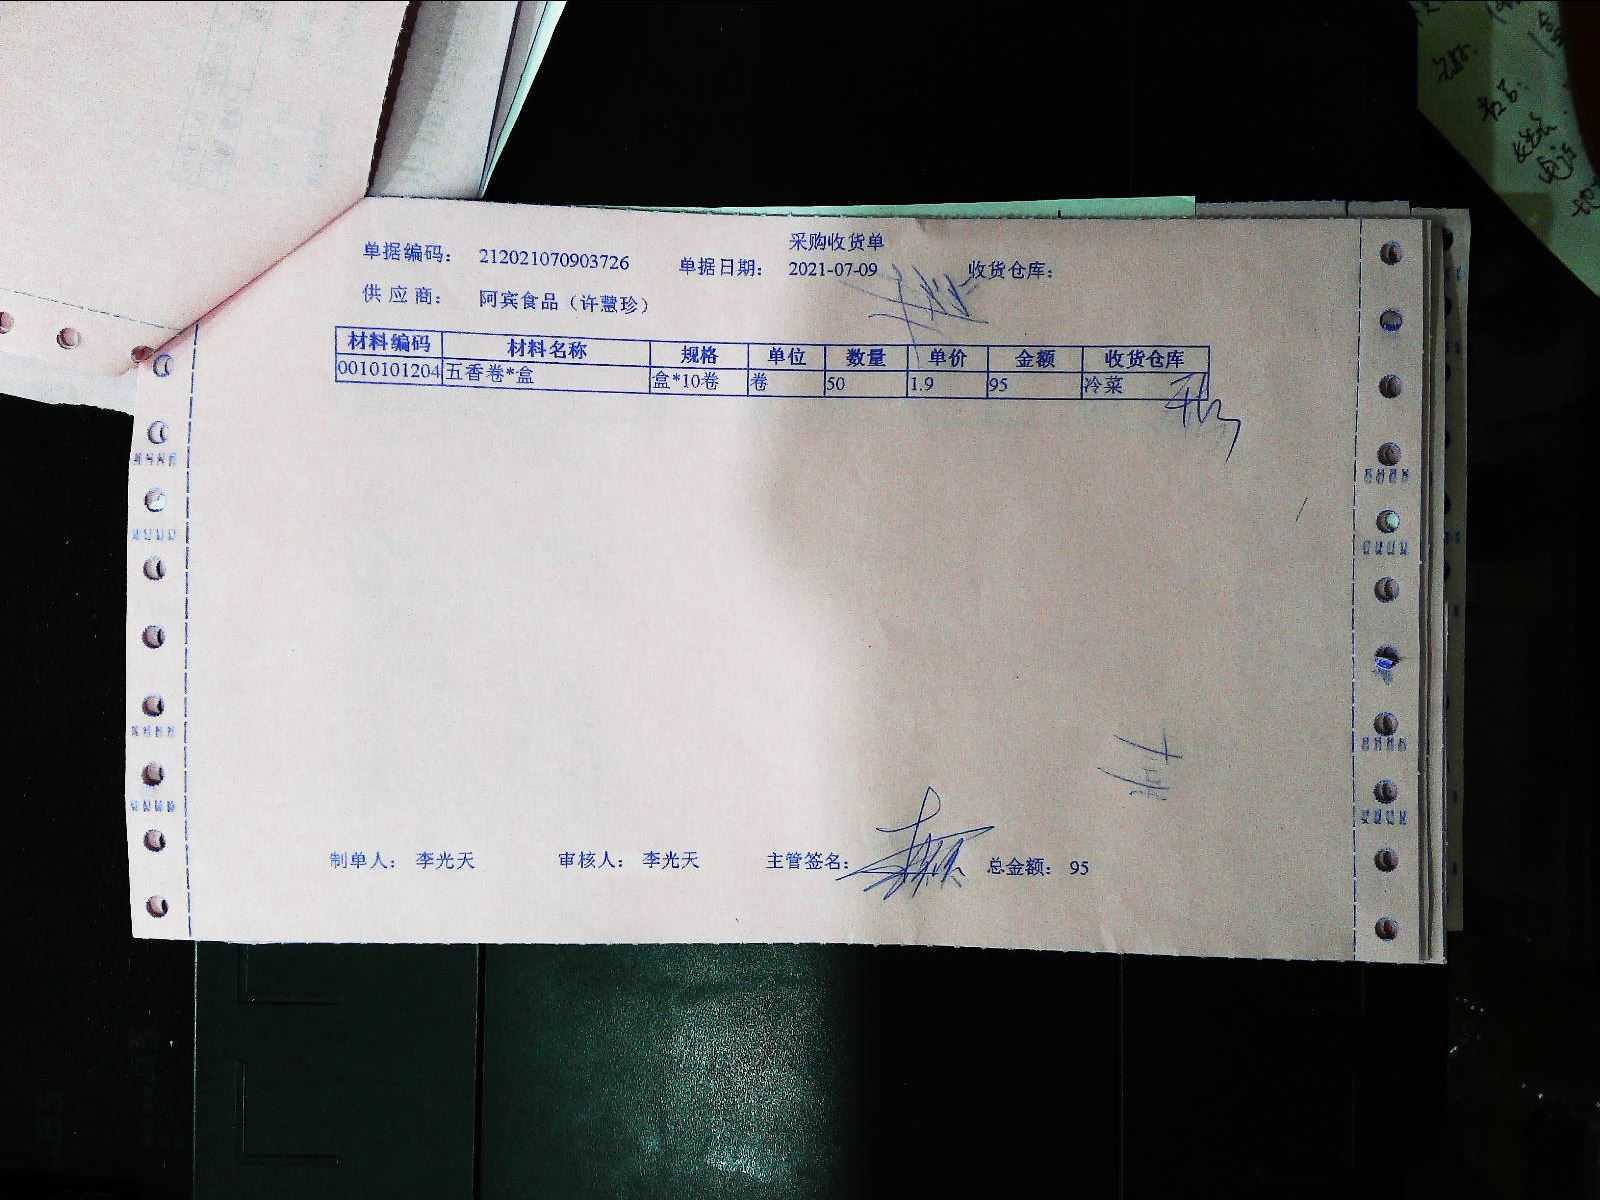 采购收货单
单据编码： 212021070903726 单据日期： 2021-07-09 收货仓库：
供应商： 阿宾食品（许慧珍）
材料编码 材料名称 规格 单位 数量 单价 金额 收货仓库
0010101204 五香卷*盒 盒*10卷 卷 50 1.9 95 冷菜
制单人： 李光天 审核人： 李光天 主管签名： 总金额： 95